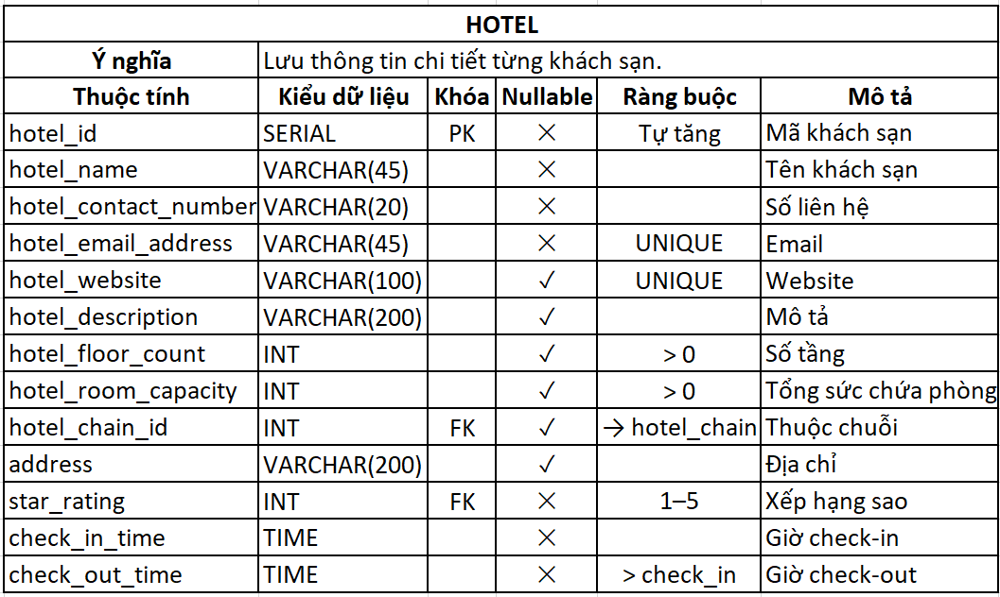 HOTEL
Ý nghĩa Lưu thông tin chi tiết từng khách sạn.
Thuộc tính Kiểu dữ liệu Khóa Nullable Ràng buộc Mô tả
hotel_id SERIAL PK × Tự tăng Mã khách sạn
hotel_name VARCHAR(45) × Tên khách sạn
hotel_contact_number VARCHAR(20) × Số liên hệ
hotel_email_address VARCHAR(45) × UNIQUE Email
hotel_website VARCHAR(100) ✓ UNIQUE Website
hotel_description VARCHAR(200) ✓ Mô tả
hotel_floor_count INT ✓ > 0 Số tầng
hotel_room_capacity INT ✓ > 0 Tổng sức chứa phòng
hotel_chain_id INT FK ✓ → hotel_chain Thuộc chuỗi
address VARCHAR(200) ✓ Địa chỉ
star_rating INT FK × 1–5 Xếp hạng sao
check_in_time TIME × Giờ check-in
check_out_time TIME × > check_in Giờ check-out